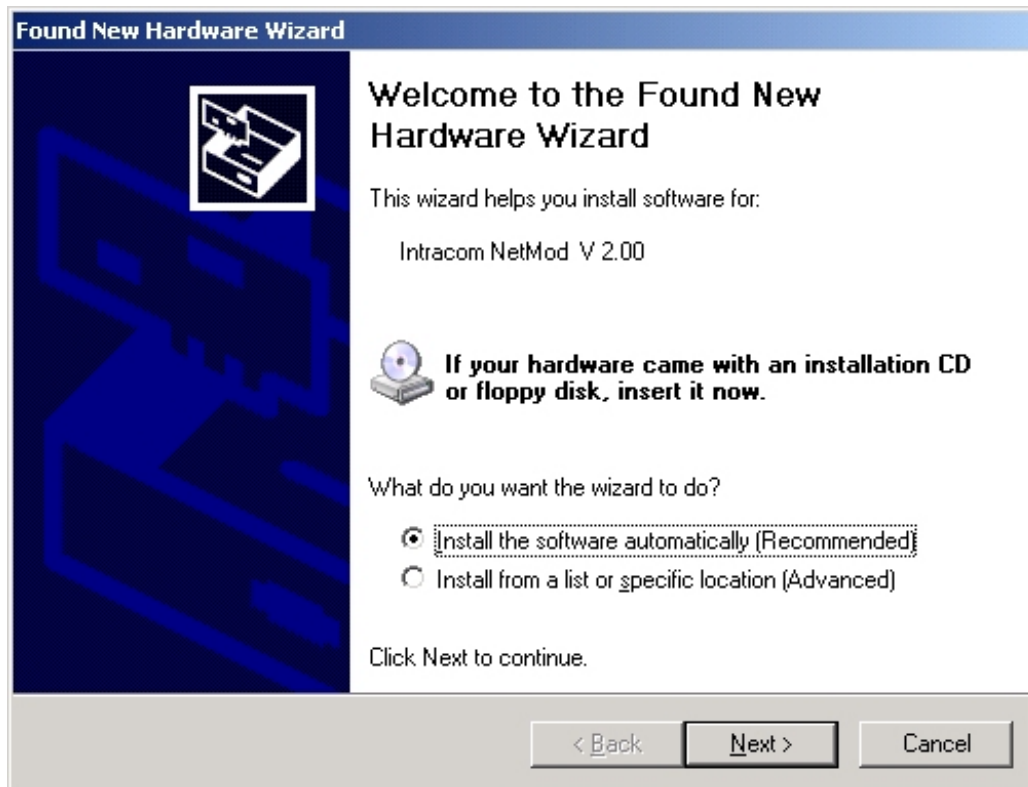 Found New Hardware Wizard
Welcome to the Found New
Hardware Wizard
This wizard helps you install software for:
Intracom NetMod V 2.00
If your hardware came with an installation CD
or floppy disk, insert it now.
What do you want the wizard to do?
Install the software automatically (Recommended)
Install from a list or specific location (Advanced)
Click Next to continue.
< Back
Next >
Cancel